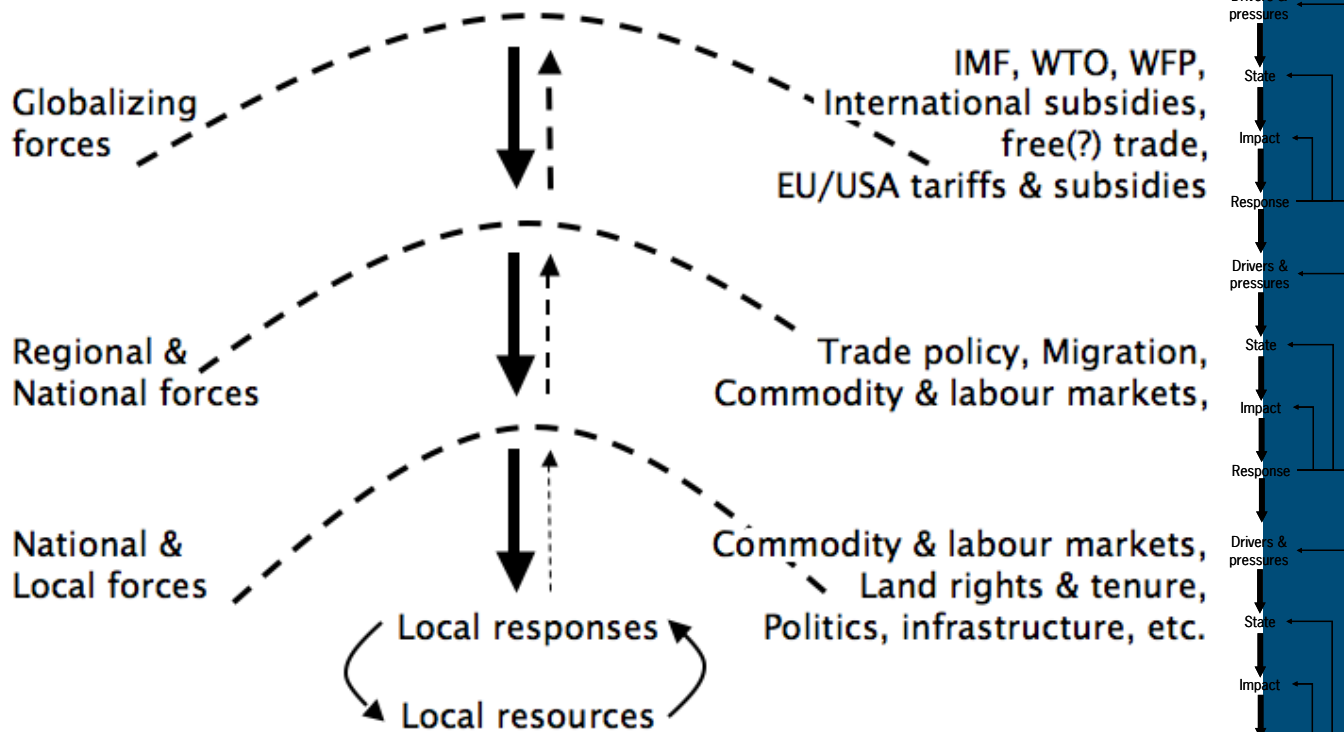 Globalizing
forces
IMF, WTO, WFP,
International subsidies,
free(?) trade,
EU/USA tariffs & subsidies
Regional &
National forces
Trade policy, Migration,
Commodity & labour markets,
National &
Local forces
Commodity & labour markets,
Land rights & tenure,
Politics, infrastructure, etc.
Local responses
Local resources
pressures
State
Impact
Response
Drivers &
pressures
State
Impact
Response
Drivers &
pressures
State
Impact